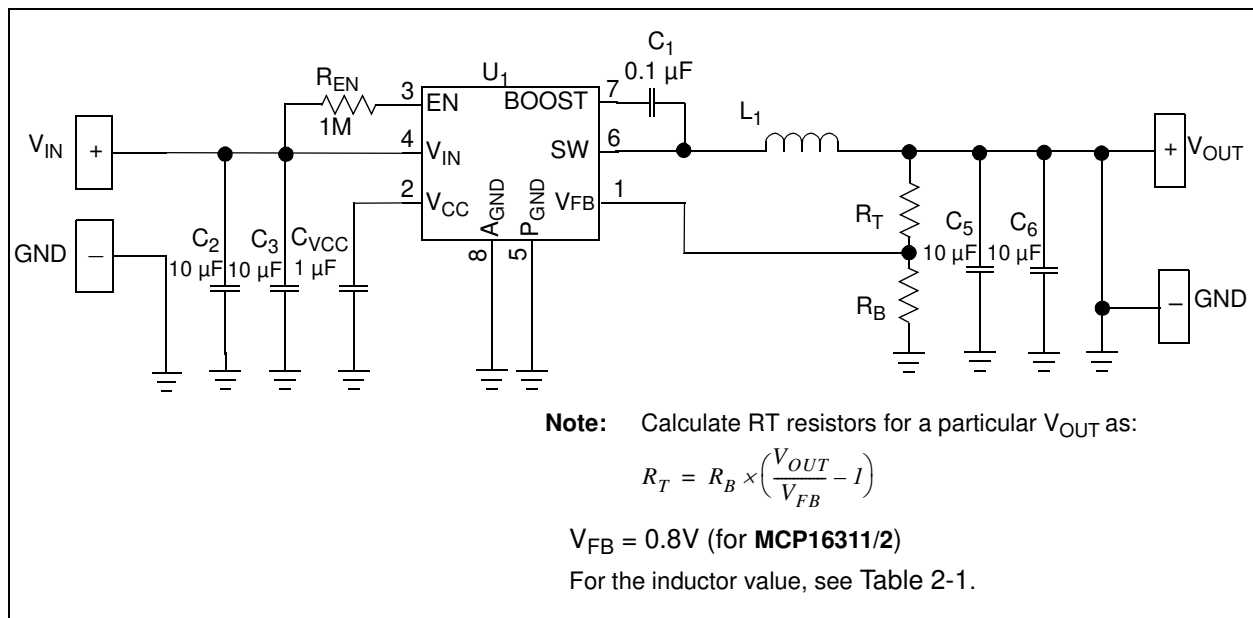 C1
0.1 µF
U1
REN
1M
3 EN
BOOST 7
L1
VIN
+
4 VIN
SW 6
+
VOUT
2 VCC
AGND
PGND
VFB 1
GND
–
C2
10 µF
C3
10 µF
CVCC
1 µF
8
5
RT
C5
10 µF
C6
10 µF
RB
–
GND
Note: Calculate RT resistors for a particular VOUT as:
RT = RB × (VOUT / VFB – 1)
VFB = 0.8V (for MCP16311/2)
For the inductor value, see Table 2-1.